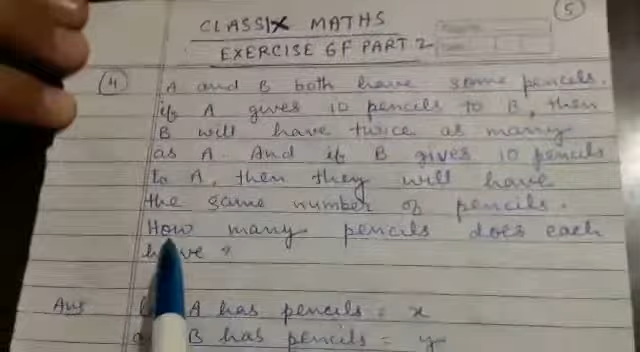 5
CLASS IX MATHS
EXERCISE 6F PART 2
4
A and B both have some pencils.
if A gives 10 pencils to B, then
B will have twice as many
as A. And if B gives 10 pencils
to A, then they will have
the same number of pencils.
How many pencils does each
have ?
Ans A has pencils = x
B has pencils = y